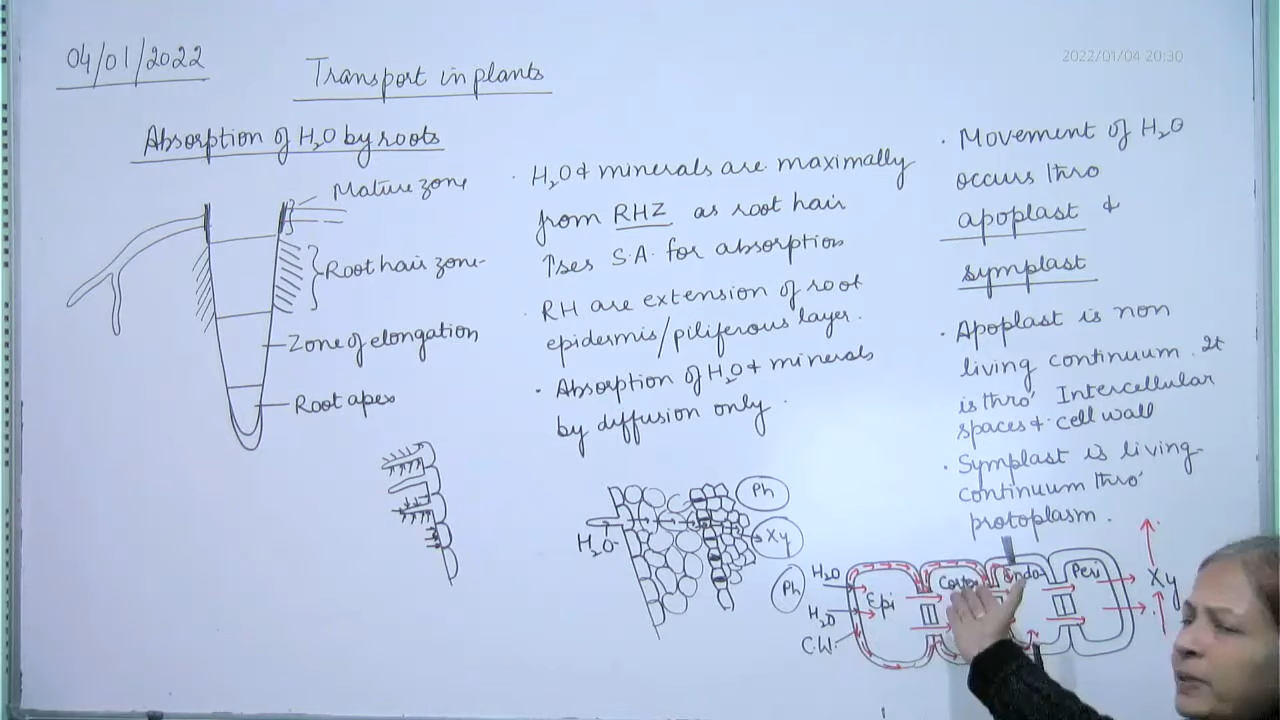 04/01/2022
2022/01/04 20:30
Transport in plants
Absorption of H₂O by roots
Mature zone
Root hair zone
Zone of elongation
Root apex
. H₂O & minerals are maximally
from RHZ as root hair
↑ses S.A. for absorption
. RH are extension of root
epidermis/piliferous layer.
. Absorption of H₂O & minerals
by diffusion only.
H₂O
Ph
Xy
Ph
. Movement of H₂O
occurs thro
apoplast &
symplast
. Apoplast is non
living continuum. It
is thro' Intercellular
spaces & cell wall
. Symplast is living
continuum thro'
protoplasm.
H₂O
H₂O
C.W.
Epi
Endo
Peri
Xy